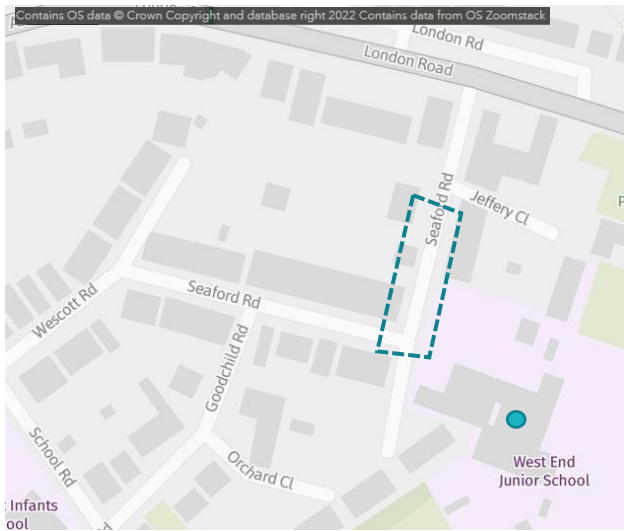 Contains OS data © Crown Copyright and database right 2022 Contains data from OS Zoomstack
London Rd
London Road
Seaford Rd
Jeffery Cl
Seaford Rd
Wescott Rd
Goodchild Rd
School Rd
Orchard Cl
West End
Junior School
Infants
ool